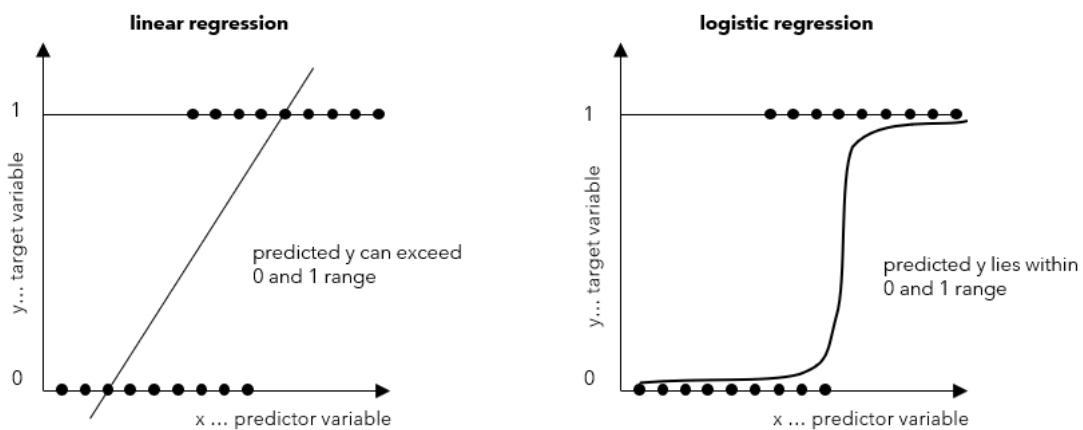 linear regression
1
y... target variable
predicted y can exceed
0 and 1 range
0
x ... predictor variable
logistic regression
1
y... target variable
predicted y lies within
0 and 1 range
0
x ... predictor variable